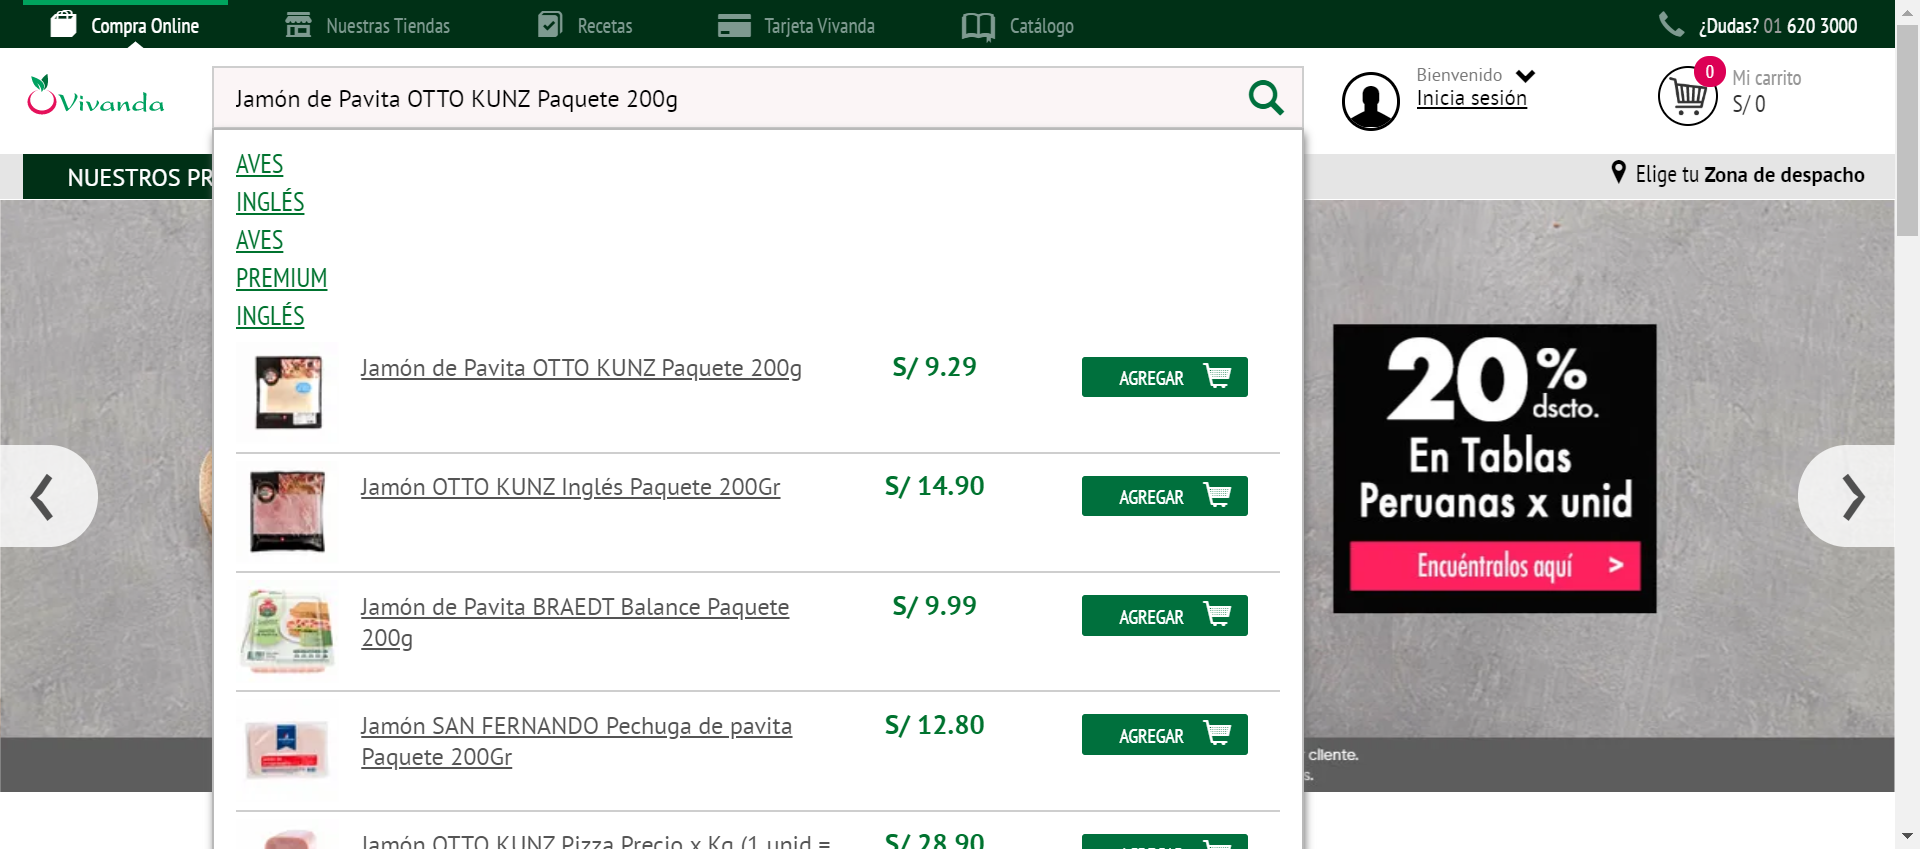 Compra Online
Nuestras Tiendas
Recetas
Tarjeta Vivanda
Catálogo
¿Dudas? 01 620 3000
Vivanda
Jamón de Pavita OTTO KUNZ Paquete 200g
Bienvenido
Inicia sesión
0
Mi carrito
S/ 0
NUESTROS PR
Elige tu Zona de despacho
AVES
INGLÉS
AVES
PREMIUM
INGLÉS
Jamón de Pavita OTTO KUNZ Paquete 200g
S/ 9.29
AGREGAR
Jamón OTTO KUNZ Inglés Paquete 200Gr
S/ 14.90
AGREGAR
Jamón de Pavita BRAEDT Balance Paquete
200g
S/ 9.99
AGREGAR
Jamón SAN FERNANDO Pechuga de pavita
Paquete 200Gr
S/ 12.80
AGREGAR
Jamón OTTO KUNZ Pizza Precio x Kg (1 unid =
S/ 28.90
20% dscto.
En Tablas
Peruanas x unid
Encuéntralos aquí >
cliente.
s.